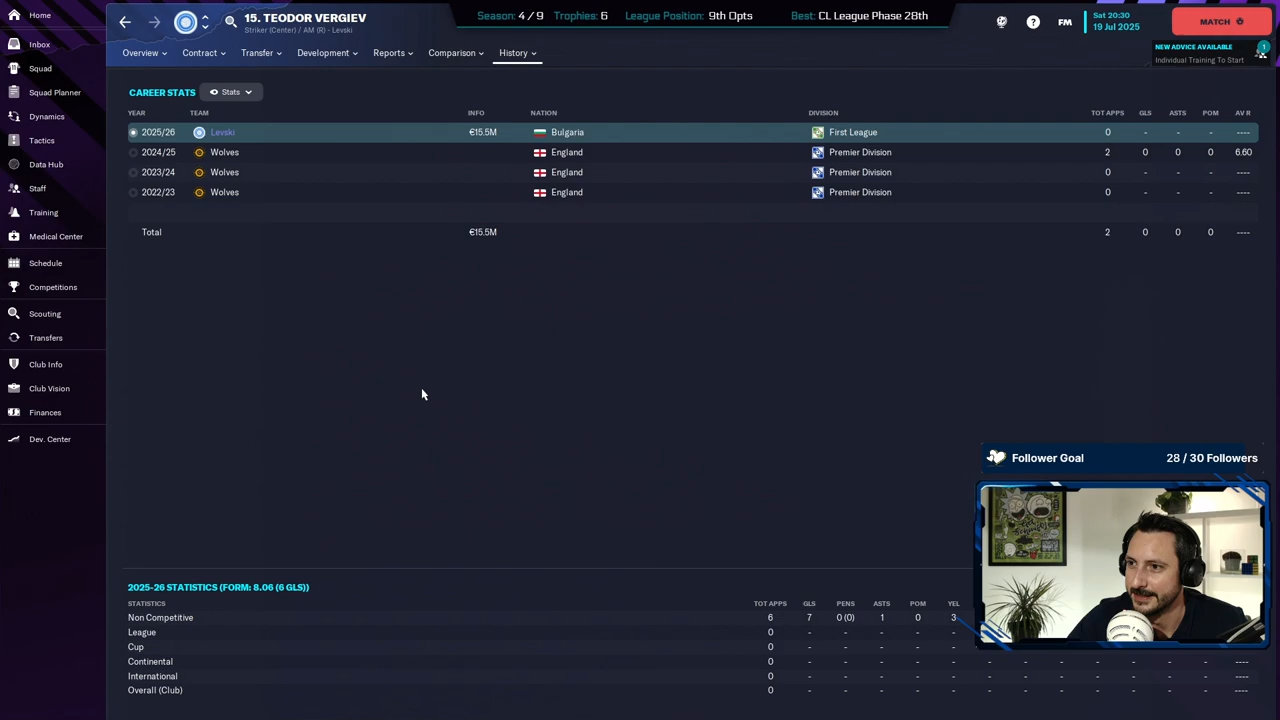 Home
15. TEODOR VERGIEV
Striker (Center) / AM (R) - Levski
Season: 4 / 9 Trophies: 6 League Position: 9th 0pts Best: CL League Phase 28th
FM
Sat 20:30
19 Jul 2025
MATCH
Overview Contract Transfer Development Reports Comparison History
NEW ADVICE AVAILABLE
Individual Training To Start
1
Inbox
Squad
Squad Planner
Dynamics
Tactics
Data Hub
Staff
Training
Medical Center
Schedule
Competitions
Scouting
Transfers
Club Info
Club Vision
Finances
Dev. Center
CAREER STATS Stats
YEAR TEAM INFO NATION DIVISION TOT APPS GLS ASTS POM AV R
2025/26 Levski €15.5M Bulgaria First League 0 - - - ----
2024/25 Wolves England Premier Division 2 0 0 0 6.60
2023/24 Wolves England Premier Division 0 - - - ----
2022/23 Wolves England Premier Division 0 - - - ----
Total €15.5M 2 0 0 0 ----
Follower Goal 28 / 30 Followers
2025-26 STATISTICS (FORM: 8.06 (6 GLS))
STATISTICS TOT APPS GLS PENS ASTS POM YEL
Non Competitive 6 7 0 (0) 1 0 3
League 0 - - - - -
Cup 0 - - - - -
Continental 0 - - - - - - - - - - - - ----
International 0 - - - - - - - - - - - - ----
Overall (Club) 0 - - - - - - - - - - - - ----